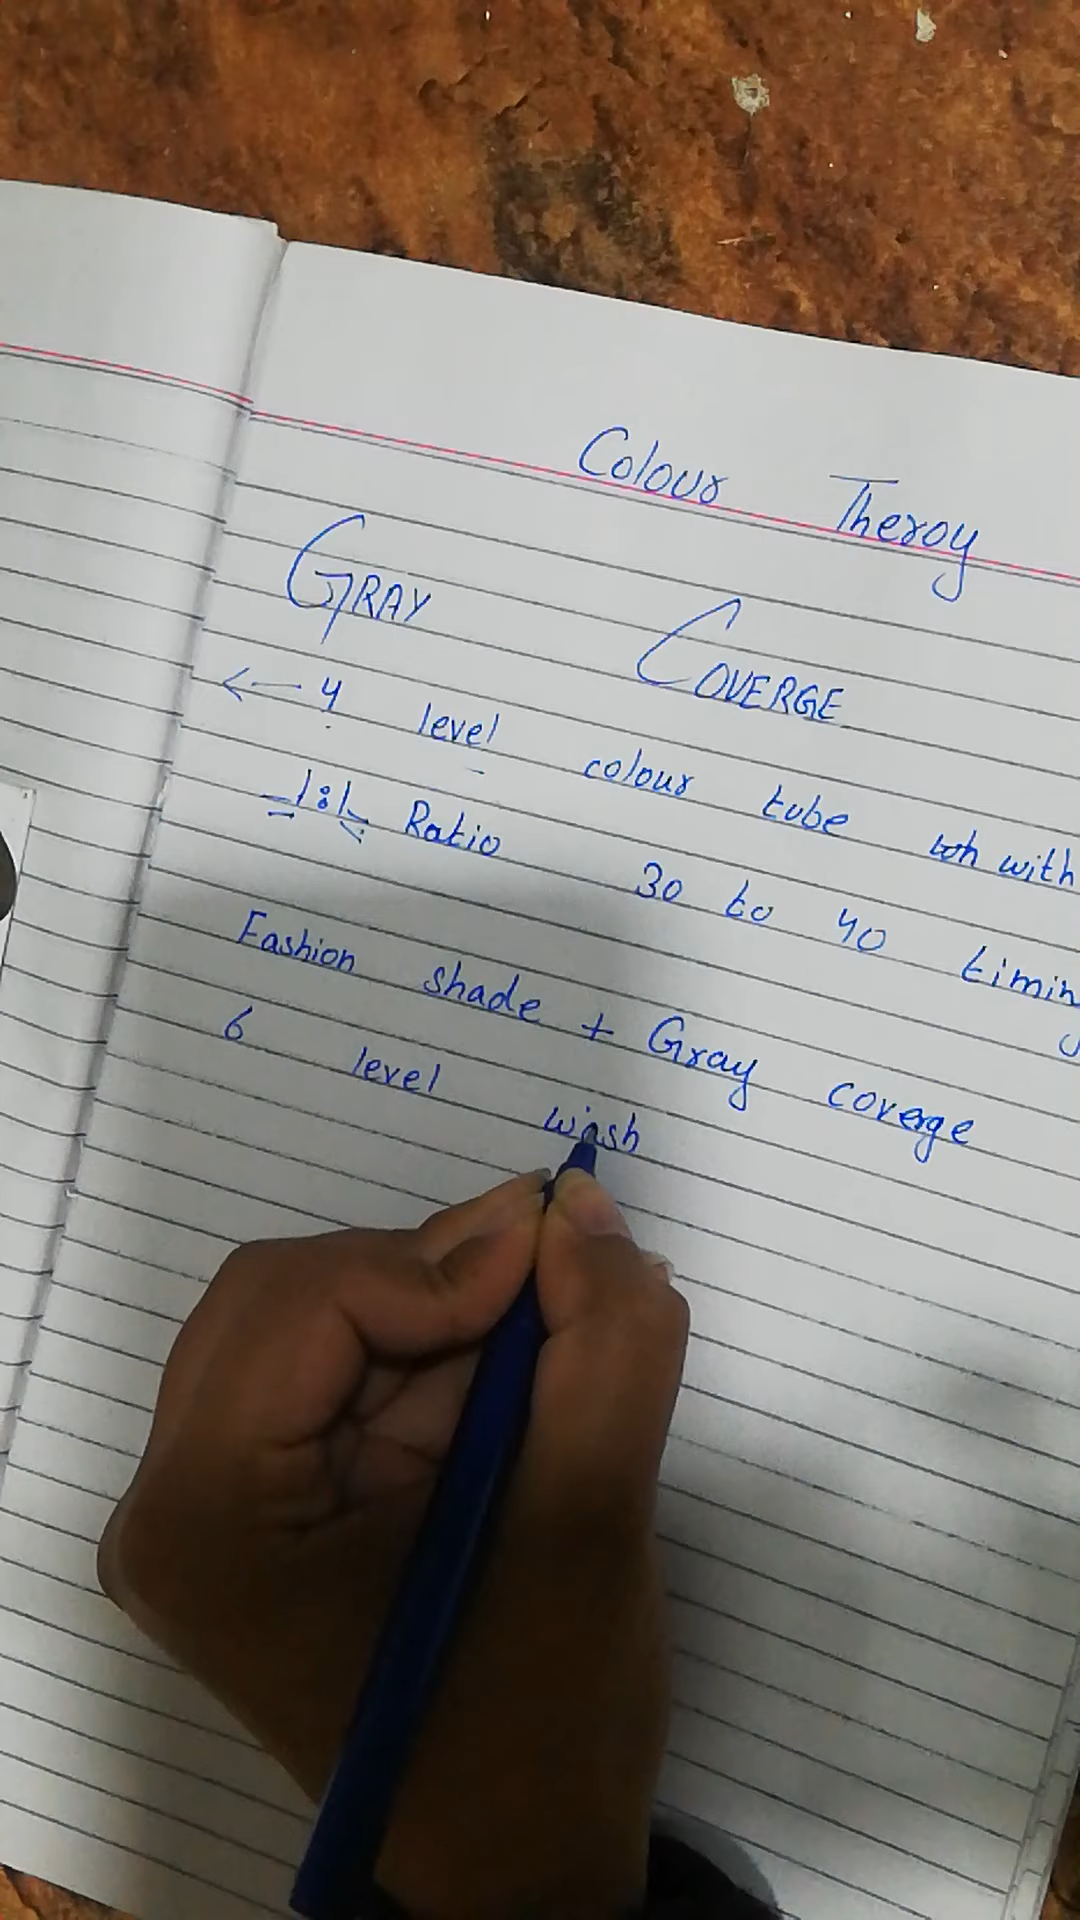 Colour Theroy
GRAY COVERGE
← 4 level colour tube with
1:1 Ratio 30 to 40 timing
Fashion shade + Gray coverge
6 level wash